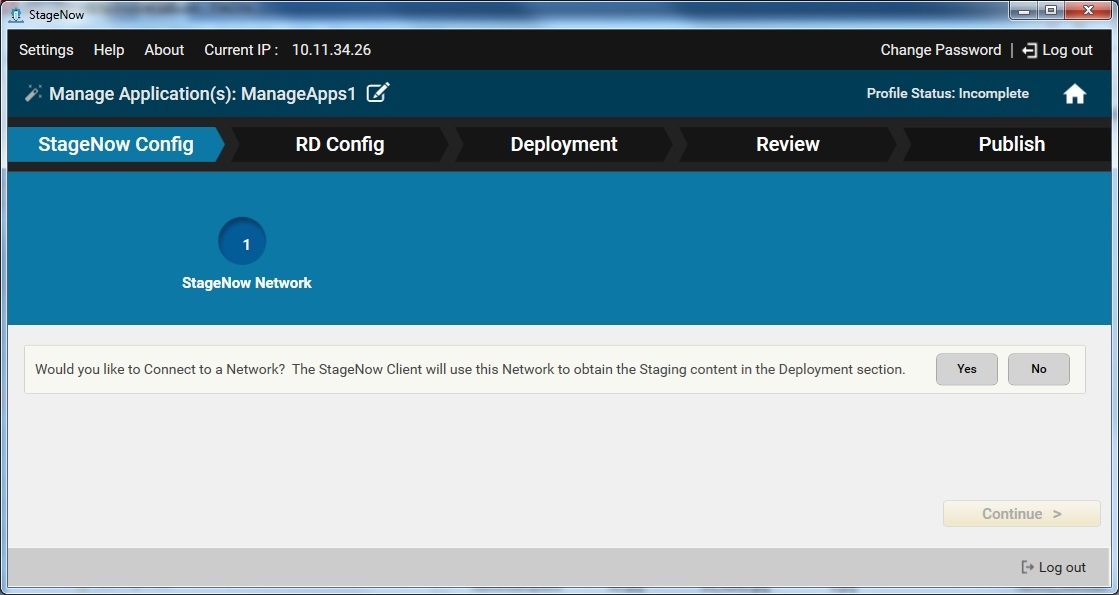 StageNow
Settings Help About Current IP : 10.11.34.26 Change Password | Log out
Manage Application(s): ManageApps1 Profile Status: Incomplete
StageNow Config RD Config Deployment Review Publish
1
StageNow Network
Would you like to Connect to a Network? The StageNow Client will use this Network to obtain the Staging content in the Deployment section. Yes No
Continue >
Log out